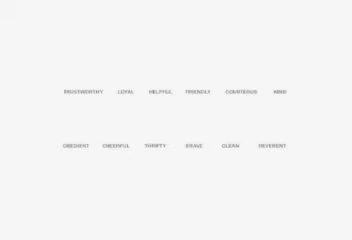 TRUSTWORTHY LOYAL HELPFUL FRIENDLY COURTEOUS KIND
OBEDIENT CHEERFUL THRIFTY BRAVE CLEAN REVERENT